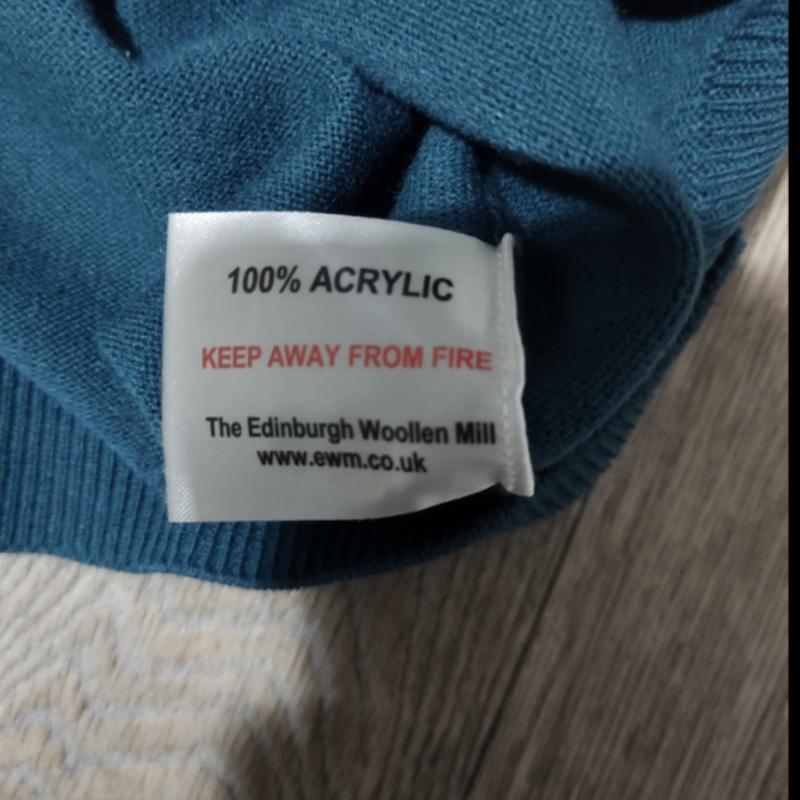 100% ACRYLIC
KEEP AWAY FROM FIRE
The Edinburgh Woollen Mill
www.ewm.co.uk